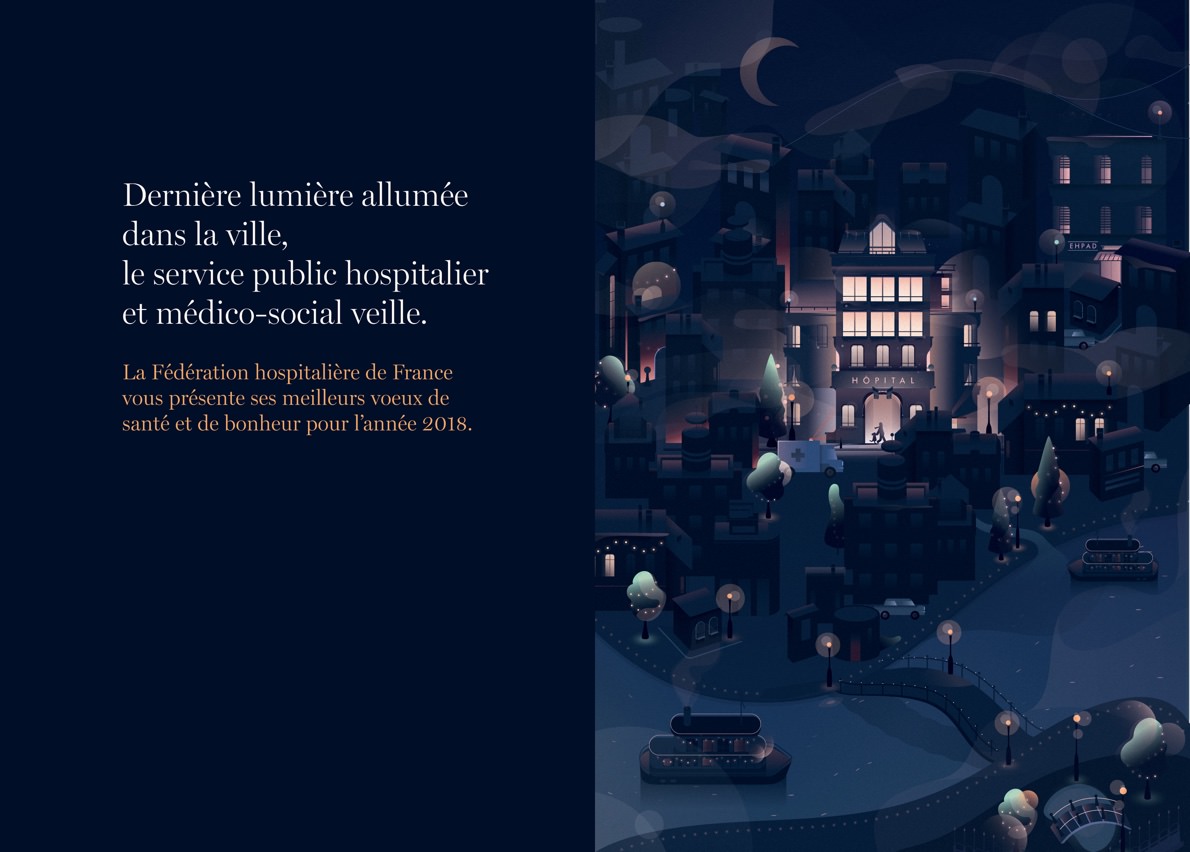 Dernière lumière allumée
dans la ville,
le service public hospitalier
et médico-social veille.
La Fédération hospitalière de France
vous présente ses meilleurs voeux de
santé et de bonheur pour l’année 2018.
EHPAD
HÔPITAL